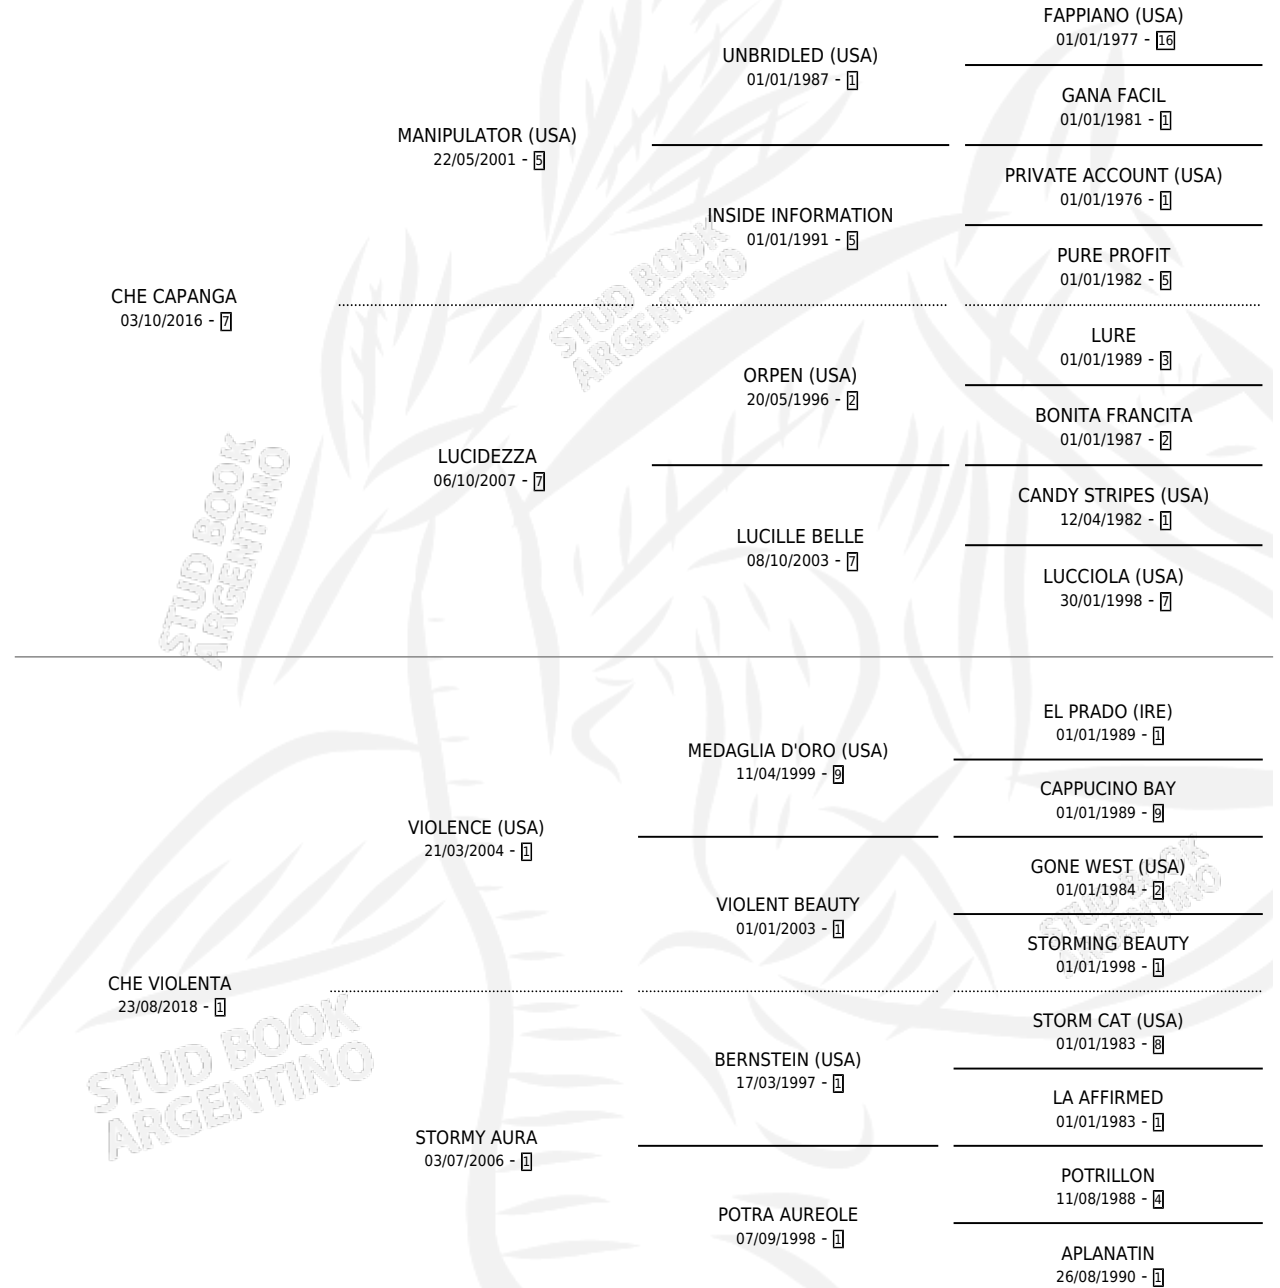 FAPPIANO (USA)
01/01/1977 - 16
UNBRIDLED (USA)
01/01/1987 - 1
GANA FACIL
01/01/1981 - 1
MANIPULATOR (USA)
22/05/2001 - 5
PRIVATE ACCOUNT (USA)
01/01/1976 - 1
INSIDE INFORMATION
01/01/1991 - 5
PURE PROFIT
01/01/1982 - 5
CHE CAPANGA
03/10/2016 - 7
LURE
01/01/1989 - 3
ORPEN (USA)
20/05/1996 - 2
BONITA FRANCITA
01/01/1987 - 2
LUCIDEZZA
06/10/2007 - 7
CANDY STRIPES (USA)
12/04/1982 - 1
LUCILLE BELLE
08/10/2003 - 7
LUCCIOLA (USA)
30/01/1998 - 7
EL PRADO (IRE)
01/01/1989 - 1
MEDAGLIA D'ORO (USA)
11/04/1999 - 9
CAPPUCINO BAY
01/01/1989 - 9
VIOLENCE (USA)
21/03/2004 - 1
GONE WEST (USA)
01/01/1984 - 2
VIOLENT BEAUTY
01/01/2003 - 1
STORMING BEAUTY
01/01/1998 - 1
CHE VIOLENTA
23/08/2018 - 1
STORM CAT (USA)
01/01/1983 - 8
BERNSTEIN (USA)
17/03/1997 - 1
LA AFFIRMED
01/01/1983 - 1
STORMY AURA
03/07/2006 - 1
POTRILLON
11/08/1988 - 4
POTRA AUREOLE
07/09/1998 - 1
APLANATIN
26/08/1990 - 1
STUD BOOK
ARGENTINO
STUD BOOK
ARGENTINO
STUD BOOK
ARGENTINO
STUD BOOK
ARGENTINO